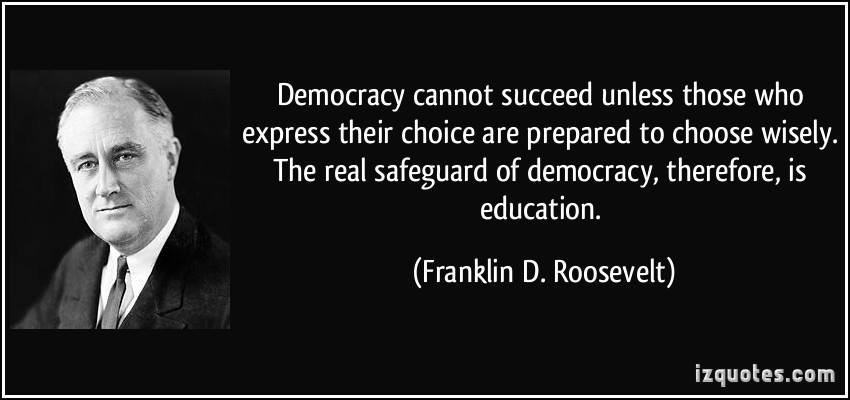 Democracy cannot succeed unless those who
express their choice are prepared to choose wisely.
The real safeguard of democracy, therefore, is
education.
(Franklin D. Roosevelt)
izquotes.com